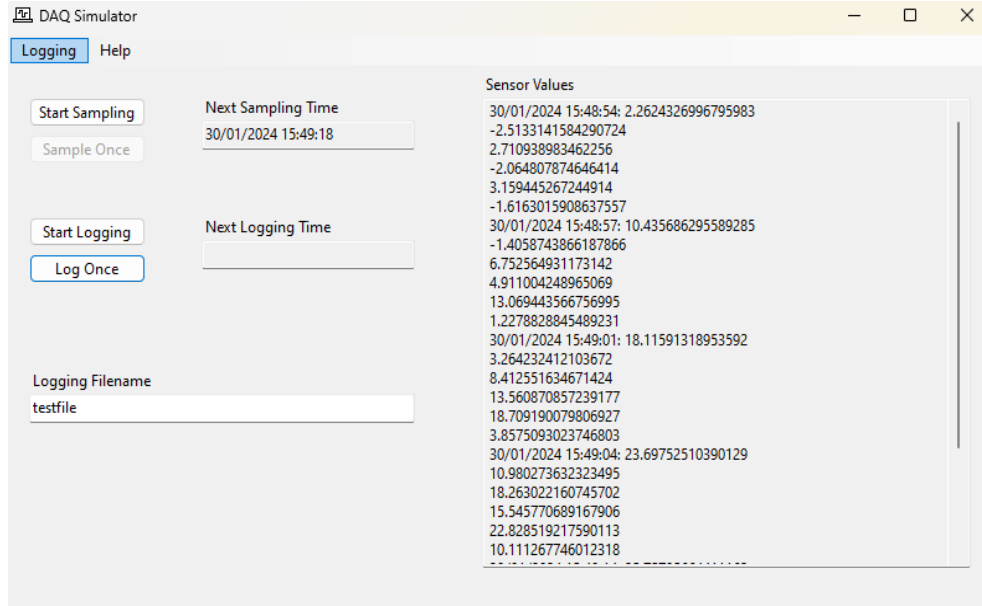 DAQ Simulator
Logging Help
Start Sampling
Sample Once
Next Sampling Time
30/01/2024 15:49:18
Start Logging
Log Once
Next Logging Time
Logging Filename
testfile
Sensor Values
30/01/2024 15:48:54: 2.2624326996795983
-2.5133141584290724
2.710938983462256
-2.064807874646414
3.159445267244914
-1.6163015908637557
30/01/2024 15:48:57: 10.435686295589285
-1.4058743866187866
6.752564931173142
4.911004248965069
13.069443566756995
1.2278828845489231
30/01/2024 15:49:01: 18.11591318953592
3.264232412103672
8.412551634671424
13.560870857239177
18.709190079806927
3.8575093023746803
30/01/2024 15:49:04: 23.69752510390129
10.980273632323495
18.263022160745702
15.545770689167906
22.828519217590113
10.111267746012318